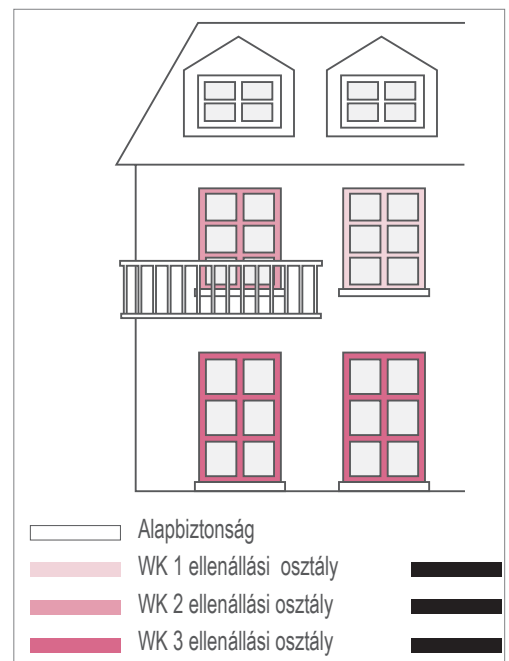 Alapbiztonság
WK 1 ellenállási osztály
WK 2 ellenállási osztály
WK 3 ellenállási osztály